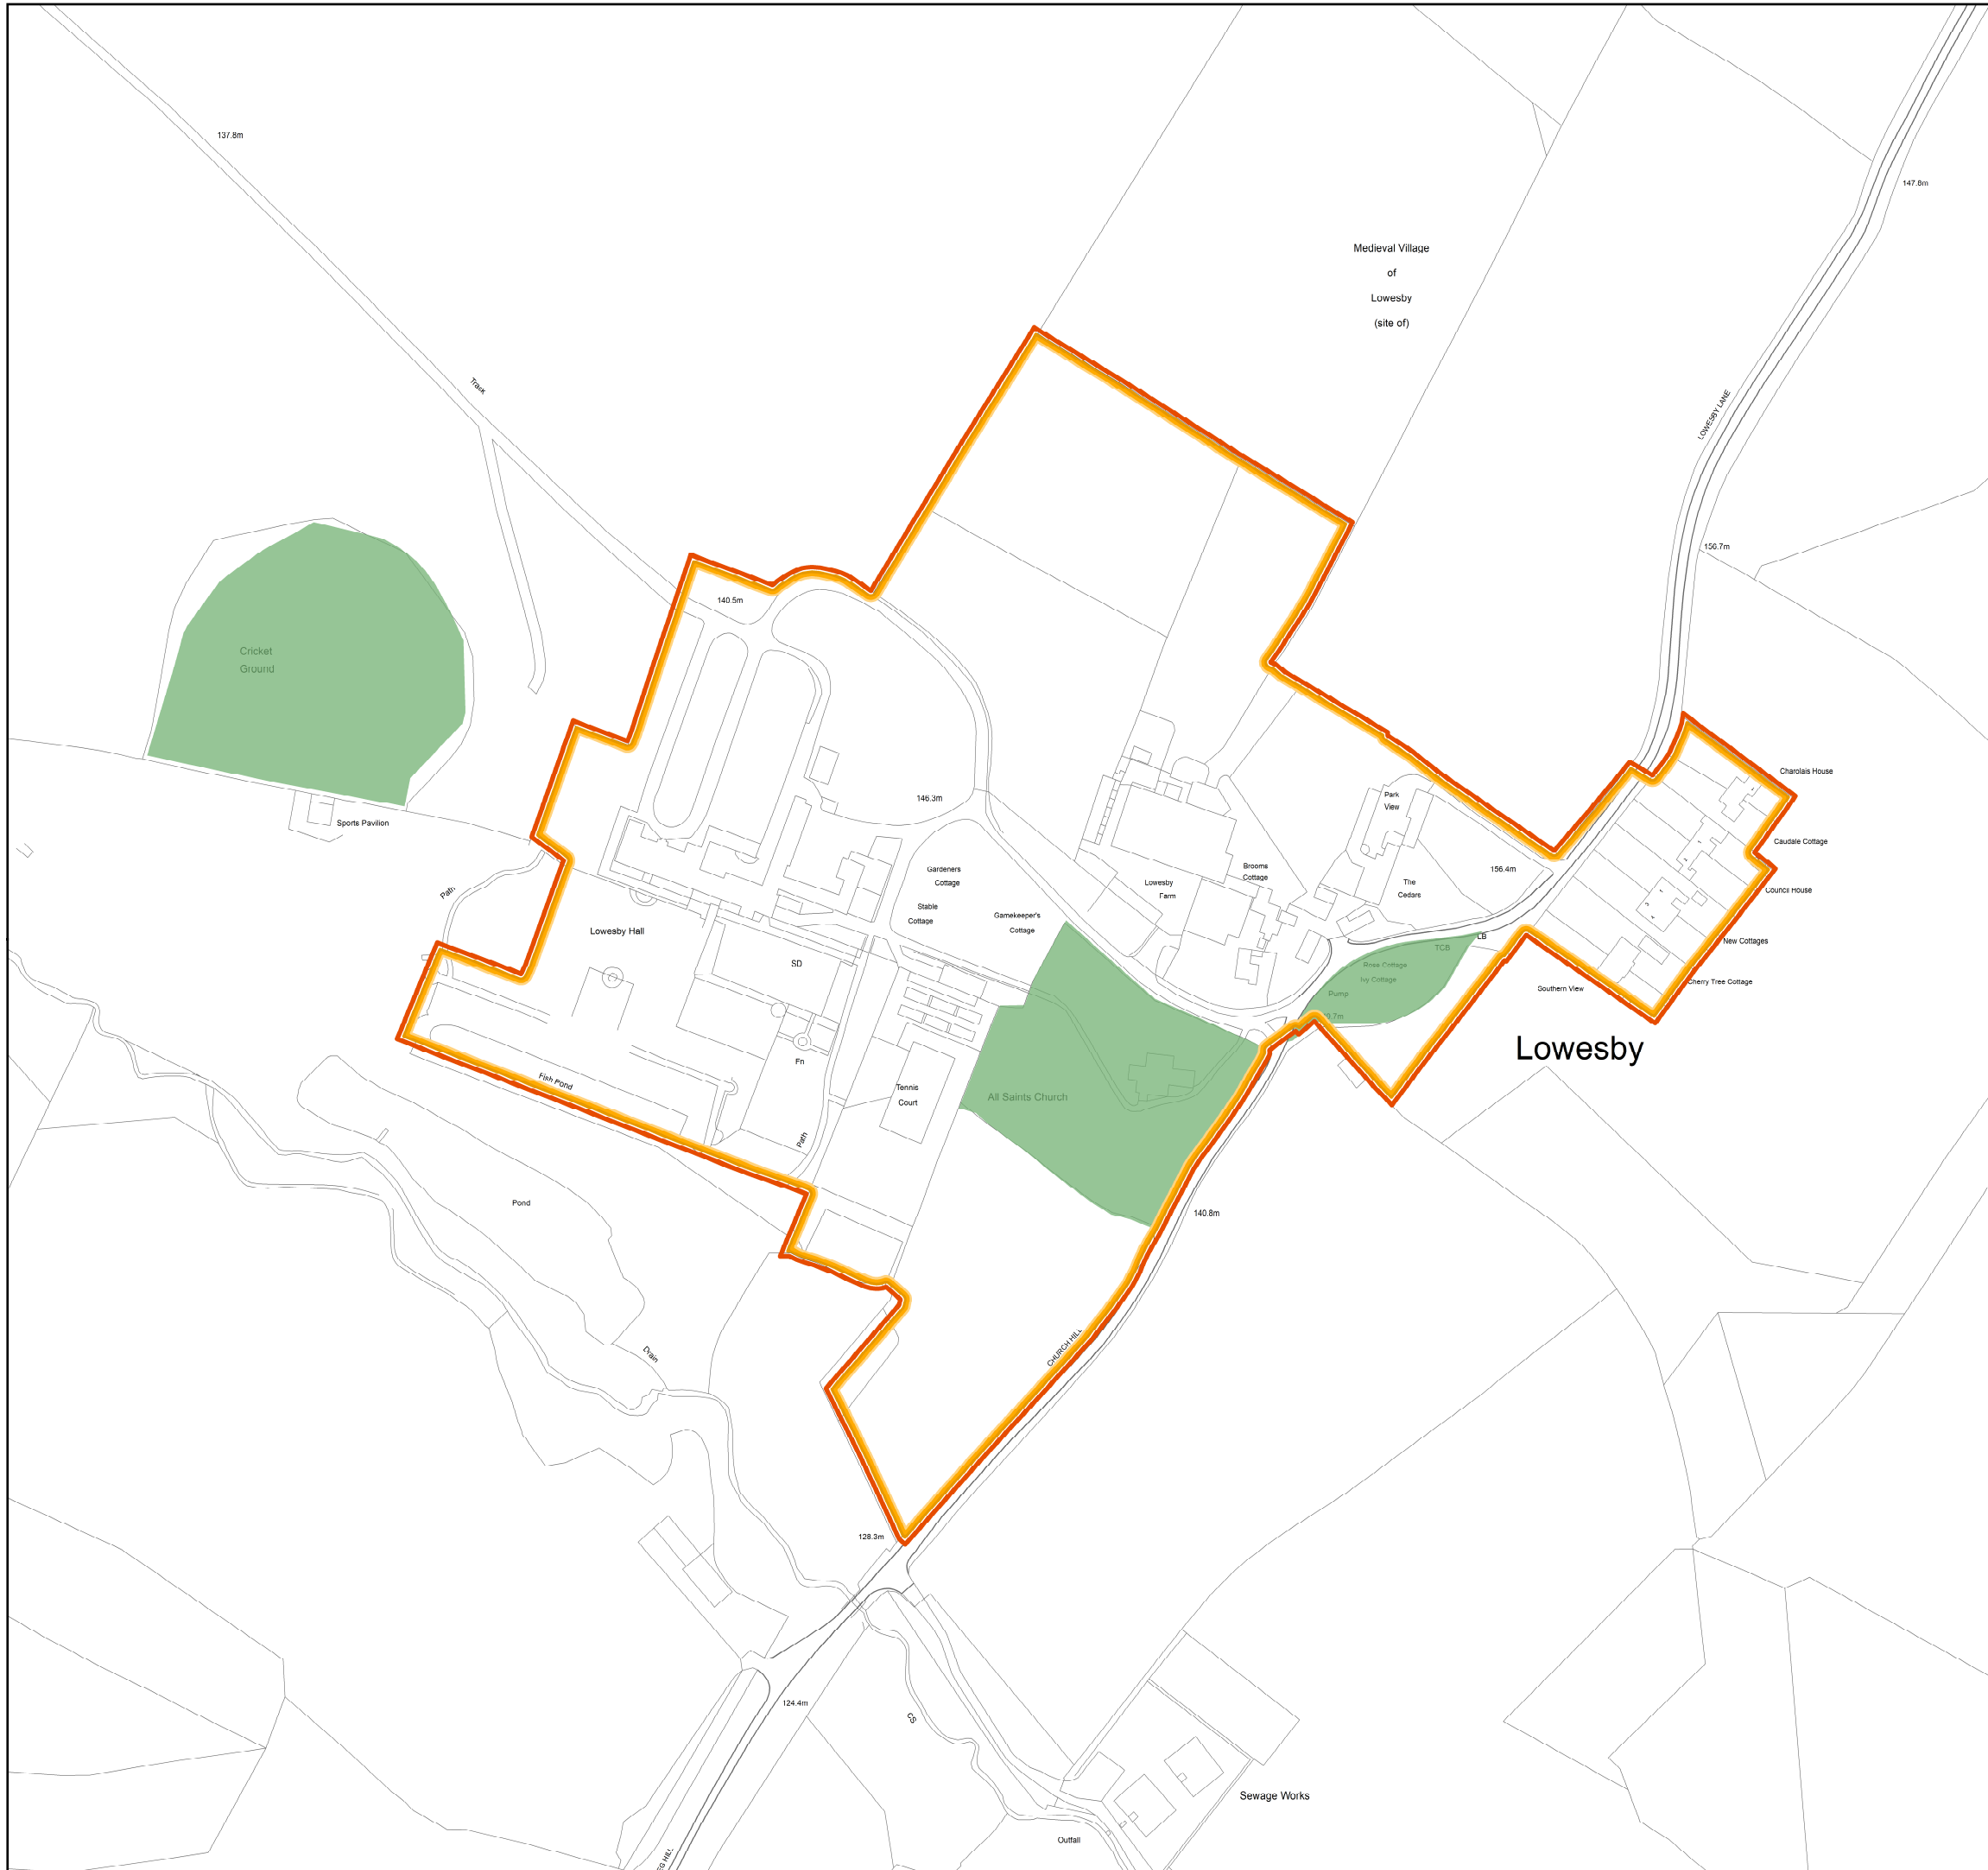 137.8m
147.8m
Medieval Village
of
Lowesby
(site of)
Track
LOWESBY LANE
150.7m
140.5m
Cricket
Ground
Charolais House
Park
View
146.3m
Sports Pavilion
Caudale Cottage
Brooms
Cottage
Gardeners
Cottage
156.4m
Lowesby
Farm
The
Cedars
Council House
Path
Stable
Cottage
Gamekeeper's
Cottage
Lowesby Hall
LB
New Cottages
TCB
SD
Rose Cottage
Ivy Cottage
Cherry Tree Cottage
Southern View
Pump
Lowesby
Fn
Fish Pond
Tennis
Court
All Saints Church
Path
Pond
140.8m
CHURCH HILL
Drain
128.3m
124.4m
CS
Sewage Works
Outfall